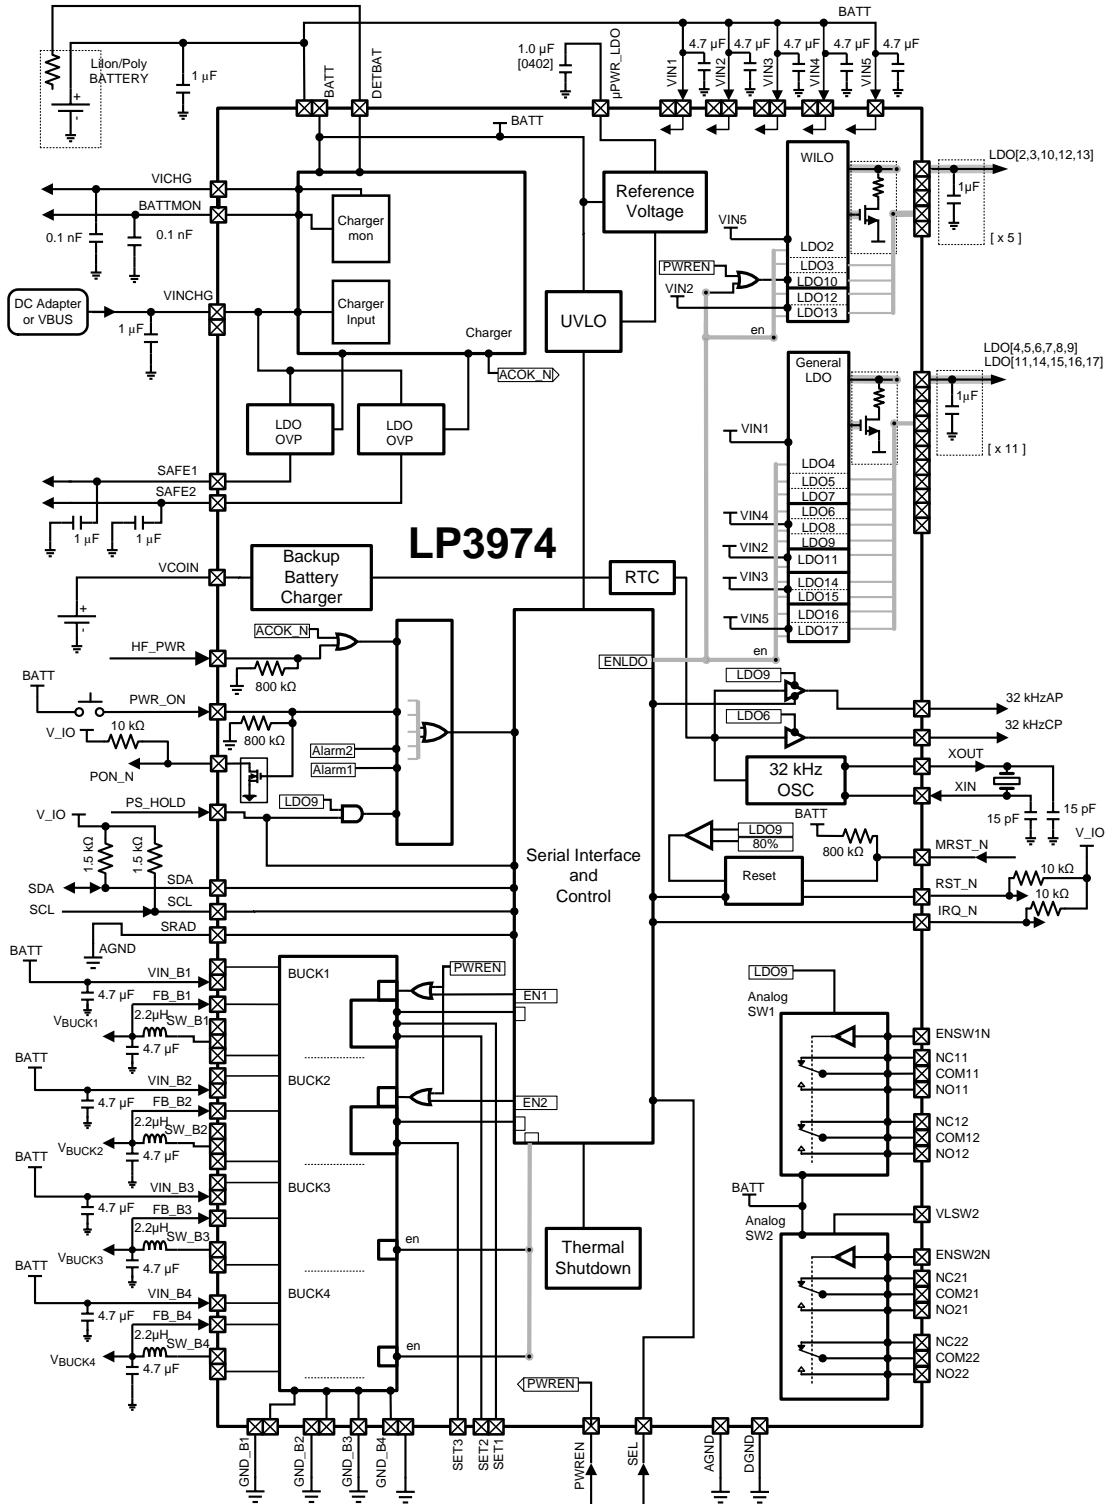 BATT
LiIon/Poly
BATTERY
1 µF
BATT
DETBAT
1.0 µF
[0402]
µPWR_LDO
VIN1
4.7 µF
VIN2
4.7 µF
VIN3
4.7 µF
VIN4
4.7 µF
VIN5
4.7 µF
BATT
VICHG
BATTMON
0.1 nF
0.1 nF
Charger
mon
Charger
Input
Charger
VINCHG
DC Adapter
or VBUS
1 µF
ACOK_N
LDO
OVP
LDO
OVP
SAFE1
SAFE2
1 µF
1 µF
Reference
Voltage
UVLO
WILO
VIN5
LDO2
PWREN
LDO3
LDO10
VIN2
LDO12
LDO13
en
LDO[2,3,10,12,13]
1µF
[ x 5 ]
General
LDO
VIN1
LDO4
LDO5
LDO7
VIN4
LDO6
LDO8
LDO9
VIN2
LDO11
VIN3
LDO14
LDO15
VIN5
LDO16
LDO17
en
LDO[4,5,6,7,8,9]
LDO[11,14,15,16,17]
1µF
[ x 11 ]
LP3974
VCOIN
Backup
Battery
Charger
RTC
ACOK_N
HF_PWR
800 kΩ
BATT
PWR_ON
10 kΩ
V_IO
800 kΩ
PON_N
Alarm2
Alarm1
LDO9
PS_HOLD
V_IO
1.5 kΩ
1.5 kΩ
SDA
SDA
SCL
SCL
SRAD
AGND
ENLDO
Serial Interface
and
Control
LDO9
32 kHzAP
LDO6
32 kHzCP
32 kHz
OSC
XOUT
XIN
15 pF
15 pF
LDO9
80%
BATT
800 kΩ
V_IO
MRST_N
Reset
10 kΩ
RST_N
10 kΩ
IRQ_N
BATT
VIN_B1
4.7 µF
FB_B1
2.2µH
SW_B1
VBUCK1
4.7 µF
BUCK1
PWREN
EN1
BATT
VIN_B2
4.7 µF
FB_B2
2.2µH
SW_B2
VBUCK2
4.7 µF
BUCK2
EN2
BATT
VIN_B3
4.7 µF
FB_B3
2.2µH
SW_B3
VBUCK3
4.7 µF
BUCK3
en
BATT
VIN_B4
4.7 µF
FB_B4
2.2µH
SW_B4
VBUCK4
4.7 µF
BUCK4
en
Thermal
Shutdown
LDO9
Analog
SW1
ENSW1N
NC11
COM11
NO11
NC12
COM12
NO12
BATT
VLSW2
Analog
SW2
ENSW2N
NC21
COM21
NO21
NC22
COM22
NO22
PWREN
GND_B1
GND_B2
GND_B3
GND_B4
SET3
SET2
SET1
PWREN
SEL
AGND
DGND